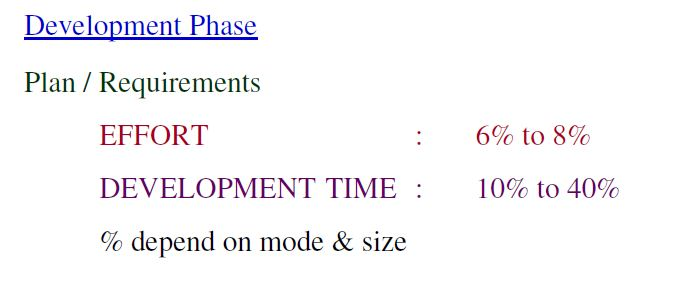 Development Phase
Plan / Requirements
EFFORT : 6% to 8%
DEVELOPMENT TIME : 10% to 40%
% depend on mode & size